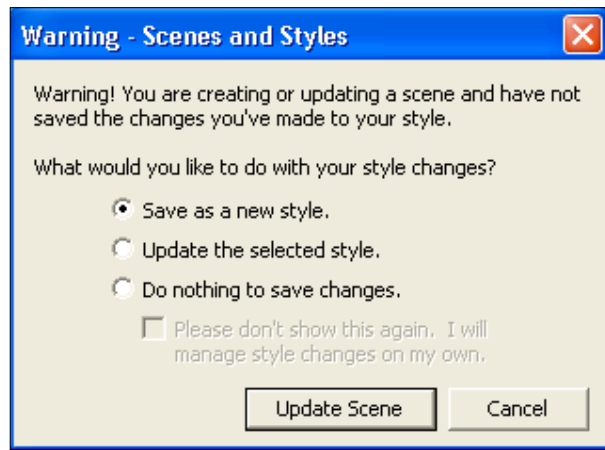 Warning - Scenes and Styles
Warning! You are creating or updating a scene and have not
saved the changes you've made to your style.
What would you like to do with your style changes?
Save as a new style.
Update the selected style.
Do nothing to save changes.
Please don't show this again.  I will
manage style changes on my own.
Update Scene
Cancel